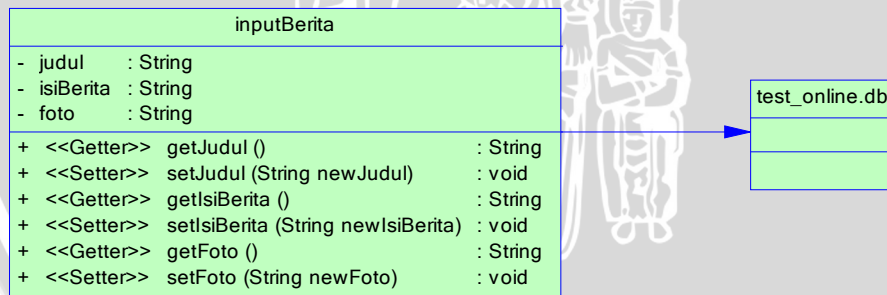 inputBerita
- judul : String
- isiBerita : String
- foto : String
+ <<Getter>> getJudul () : String
+ <<Setter>> setJudul (String newJudul) : void
+ <<Getter>> getIsiBerita () : String
+ <<Setter>> setIsiBerita (String newIsiBerita) : void
+ <<Getter>> getFoto () : String
+ <<Setter>> setFoto (String newFoto) : void
test_online.db